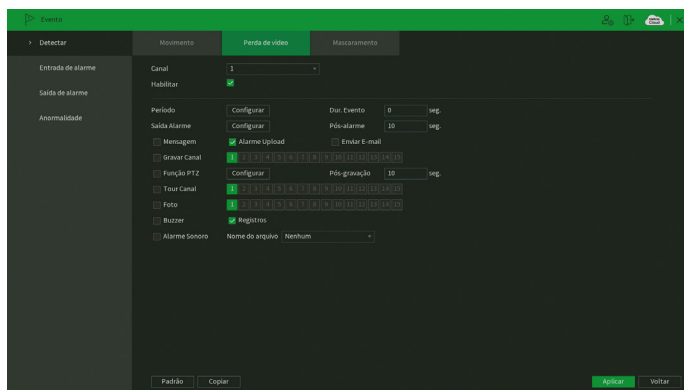 Evento
Intelbras Cloud
Detectar
Movimento Perda de vídeo Mascaramento
Entrada de alarme
Canal 1
Habilitar
Saída de alarme
Anormalidade
Período Configurar Dur. Evento 0 seg.
Saída Alarme Configurar Pós-alarme 10 seg.
Mensagem Alarme Upload Enviar E-mail
Gravar Canal 1 2 3 4 5 6 7 8 9 10 11 12 13 14 15
Função PTZ Configurar Pós-gravação 10 seg.
Tour Canal 1 2 3 4 5 6 7 8 9 10 11 12 13 14 15
Foto 1 2 3 4 5 6 7 8 9 10 11 12 13 14 15
Buzzer Registros
Alarme Sonoro Nome do arquivo Nenhum
Padrão Copiar Aplicar Voltar